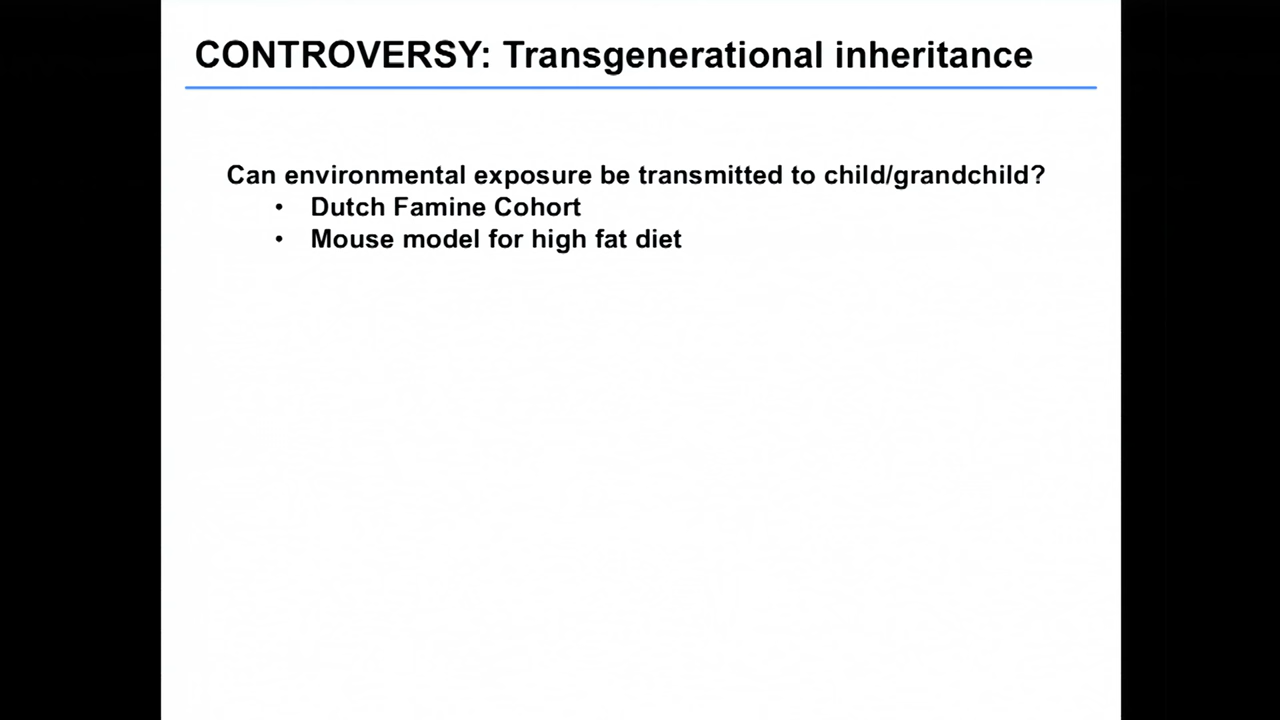 CONTROVERSY: Transgenerational inheritance
Can environmental exposure be transmitted to child/grandchild?
• Dutch Famine Cohort
• Mouse model for high fat diet